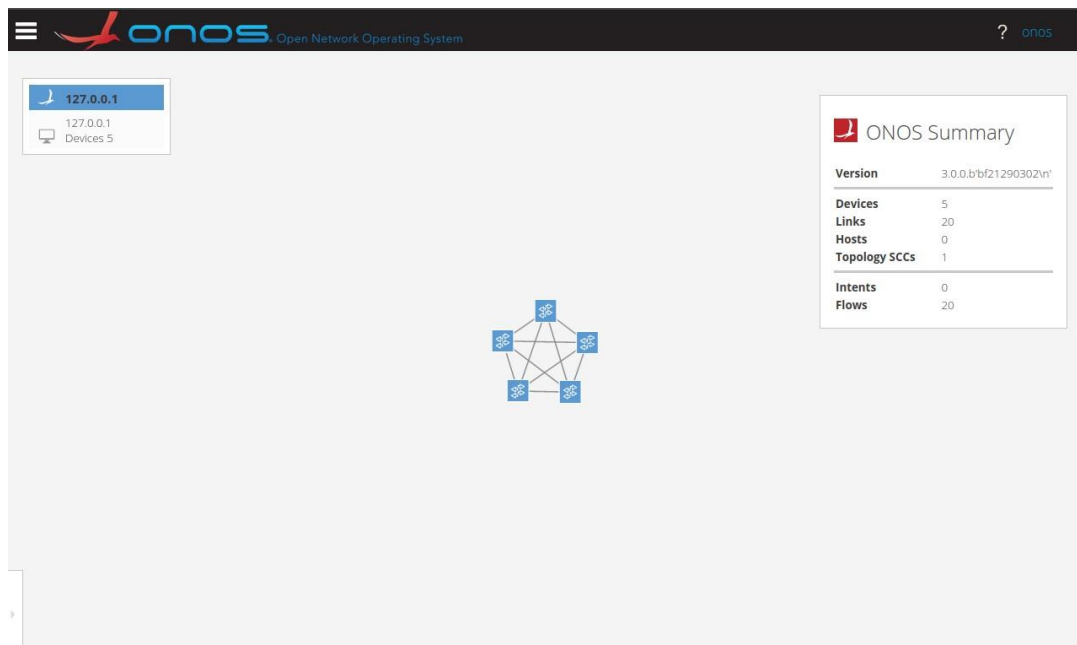 onos. Open Network Operating System
? onos
127.0.0.1
127.0.0.1
Devices 5
ONOS Summary
Version 3.0.0.b'bf21290302\n'
Devices 5
Links 20
Hosts 0
Topology SCCs 1
Intents 0
Flows 20